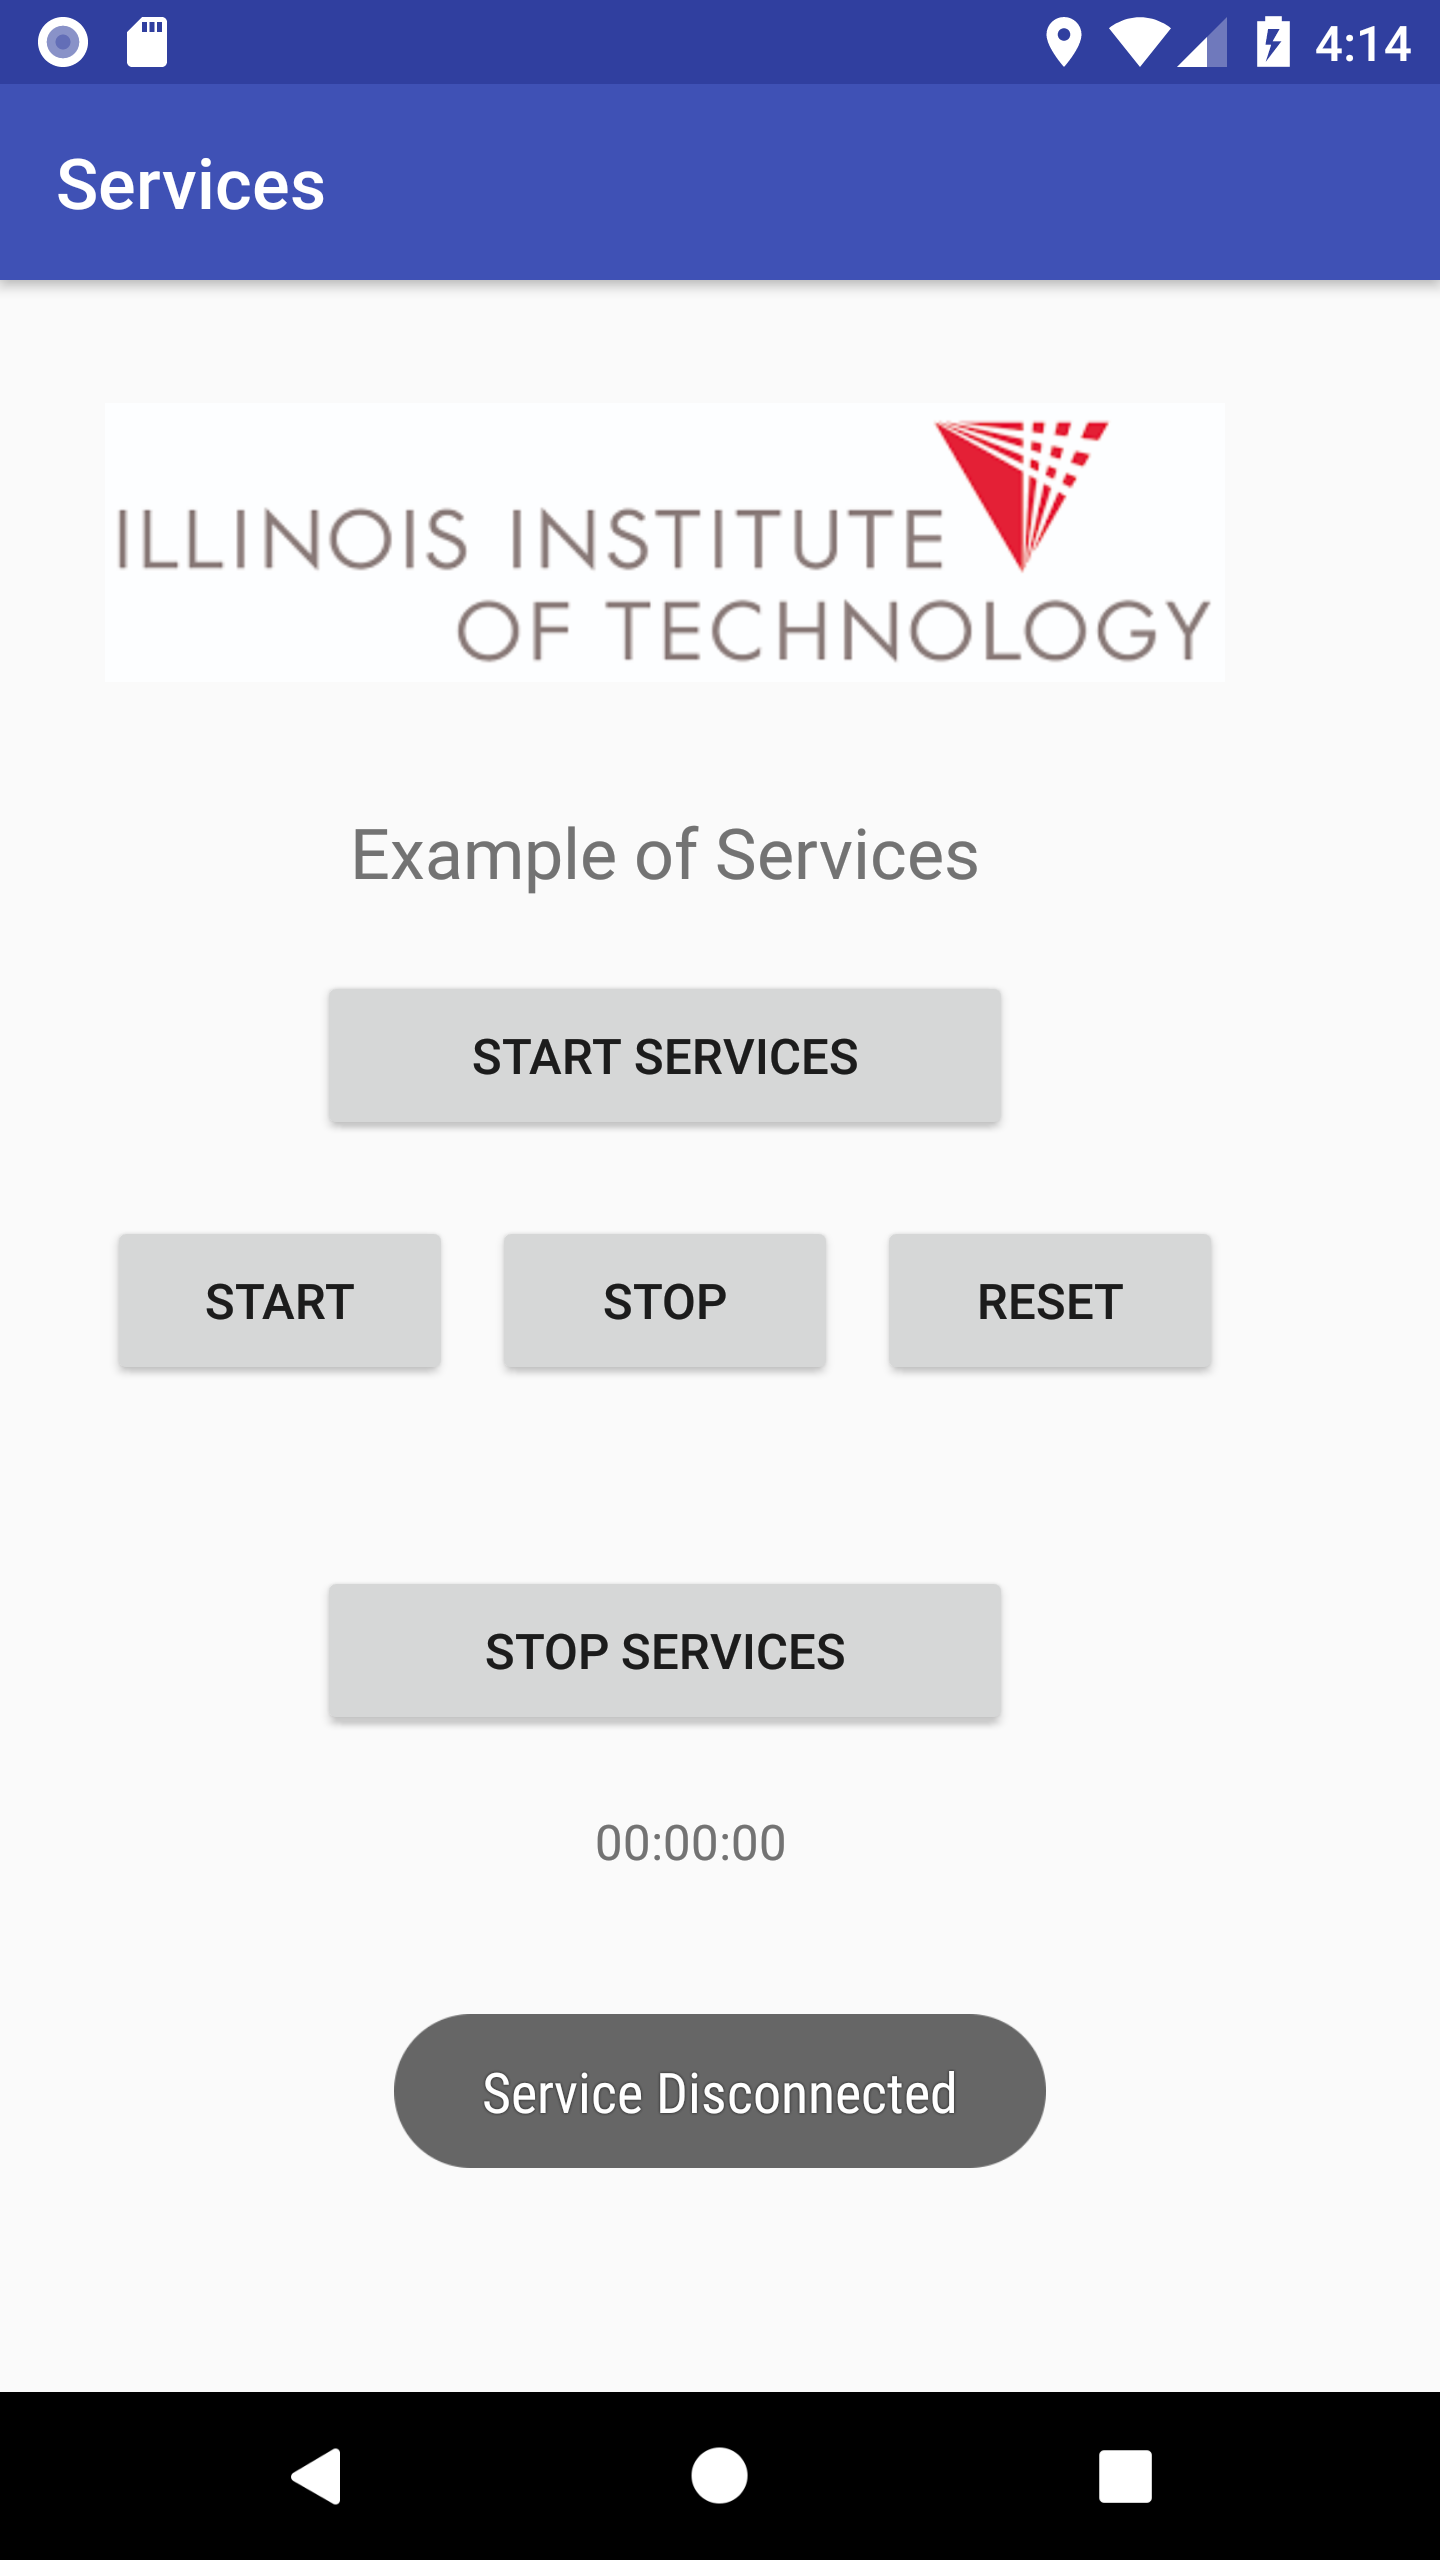 4:14
Services
ILLINOIS INSTITUTE
OF TECHNOLOGY
Example of Services
START SERVICES
START STOP RESET
STOP SERVICES
00:00:00
Service Disconnected